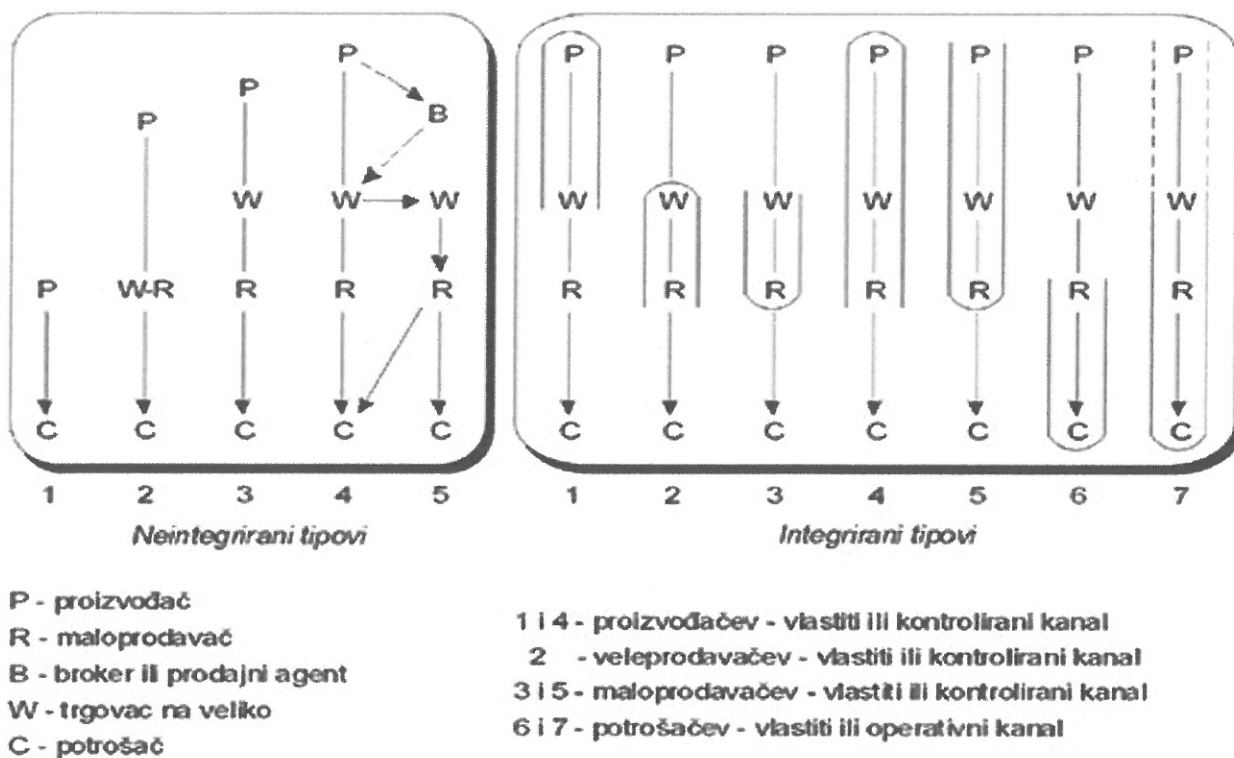 P P P P P P P P P
P B
P
W W W W W W W W W W
P W-R R R R R R R R R R R
C C C C C C C C C C C C
1 2 3 4 5 1 2 3 4 5 6 7
Neintegrirani tipovi Integrirani tipovi
P - proizvođač
R - maloprodavač
B - broker ili prodajni agent
W - trgovac na veliko
C - potrošač
1 i 4 - proizvođačev - vlastiti ili kontrolirani kanal
2 - veleprodavačev - vlastiti ili kontrolirani kanal
3 i 5 - maloprodavačev - vlastiti ili kontrolirani kanal
6 i 7 - potrošačev - vlastiti ili operativni kanal